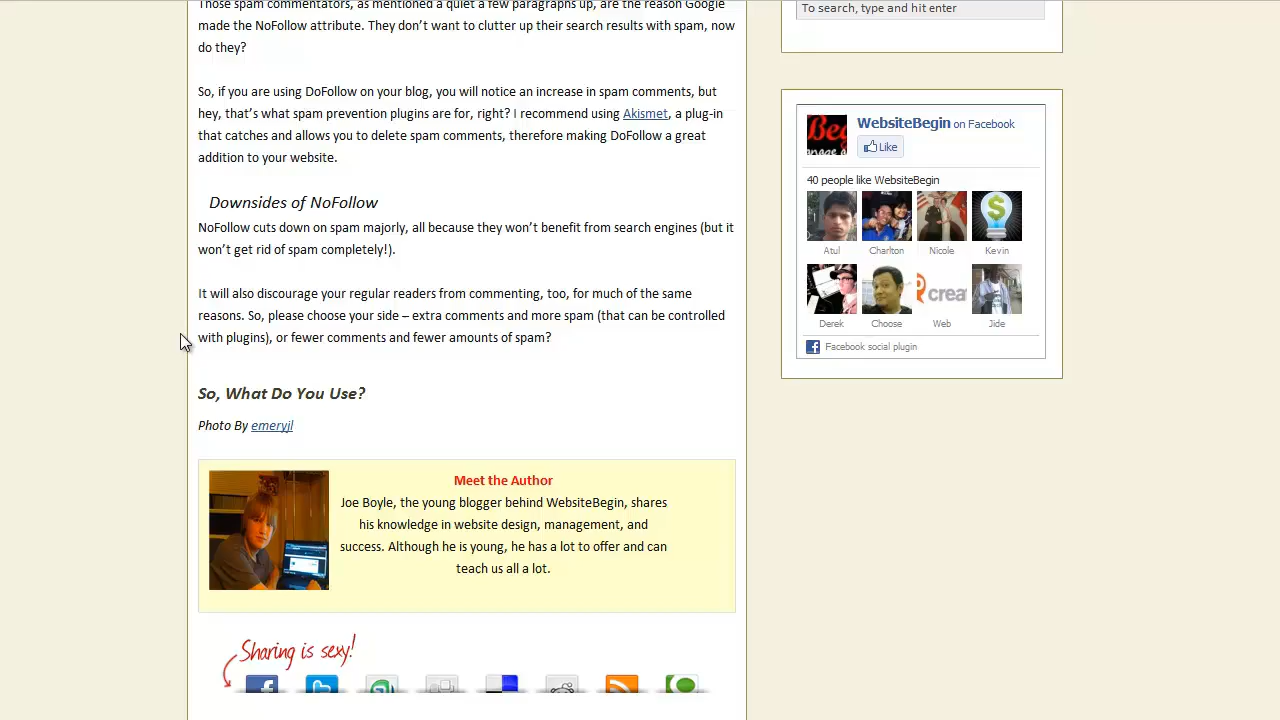 Those spam commentators, as mentioned a quiet a few paragraphs up, are the reason Google
made the NoFollow attribute. They don’t want to clutter up their search results with spam, now
do they?
So, if you are using DoFollow on your blog, you will notice an increase in spam comments, but
hey, that’s what spam prevention plugins are for, right? I recommend using Akismet, a plug-in
that catches and allows you to delete spam comments, therefore making DoFollow a great
addition to your website.
Downsides of NoFollow
NoFollow cuts down on spam majorly, all because they won’t benefit from search engines (but it
won’t get rid of spam completely!).
It will also discourage your regular readers from commenting, too, for much of the same
reasons. So, please choose your side – extra comments and more spam (that can be controlled
with plugins), or fewer comments and fewer amounts of spam?
So, What Do You Use?
Photo By emeryjl
Meet the Author
Joe Boyle, the young blogger behind WebsiteBegin, shares
his knowledge in website design, management, and
success. Although he is young, he has a lot to offer and can
teach us all a lot.
Sharing is sexy!
To search, type and hit enter
Beg
WebsiteBegin on Facebook
Like
40 people like WebsiteBegin
Atul Charlton Nicole Kevin
crea
Derek Choose Web Jide
Facebook social plugin